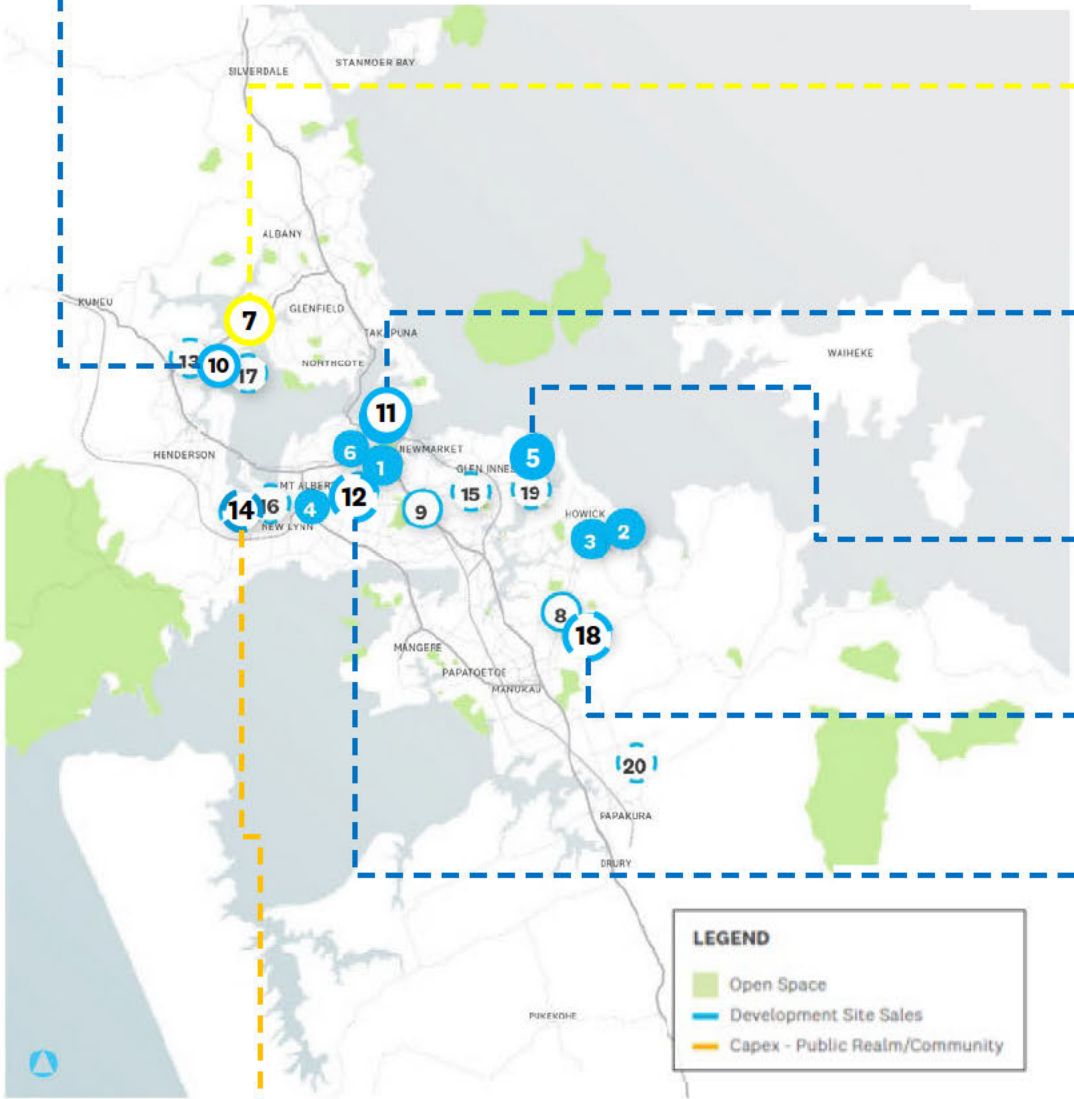 STANMOER BAY
SILVERDALE
ALBANY
KUMEU
GLENFIELD
7
TAKAPUNA
WAIHEKE
13
10
17
NORTHCOTE
11
HENDERSON
6
NEWMARKET
1
GLEN INNES
5
MT ALBERT
14
16
4
12
9
15
19
NEW LYNN
HOWICK
3
2
8
18
MANGERE
PAPATOETOE
MANUKAU
20
PAPAKURA
DRURY
LEGEND
Open Space
Development Site Sales
Capex - Public Realm/Community
PUKEKOHE